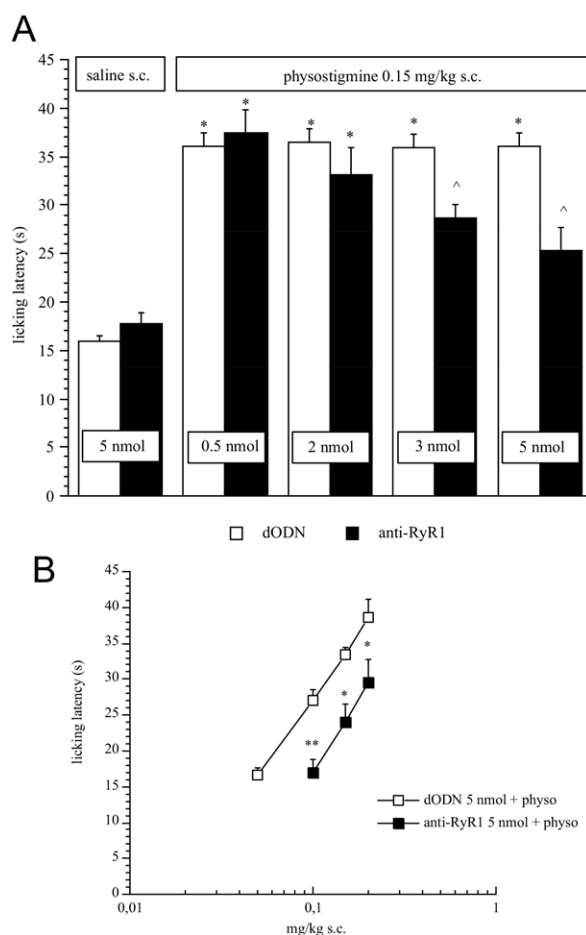 A
saline s.c.
physostigmine 0.15 mg/kg s.c.
45
40
35
30
25
20
15
10
5
0
licking latency (s)
*
*
*
*
*
^
*
^
5 nmol
0.5 nmol
2 nmol
3 nmol
5 nmol
dODN
anti-RyR1
B
45
40
35
30
25
20
15
10
5
0
licking latency (s)
**
*
*
dODN 5 nmol + physo
anti-RyR1 5 nmol + physo
0,01
0,1
1
mg/kg s.c.